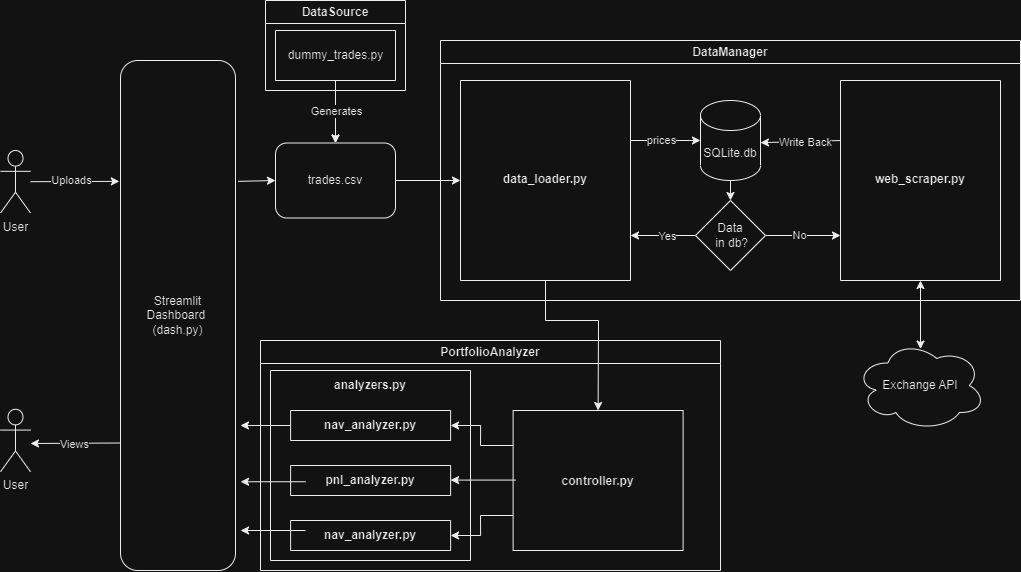 DataSource
dummy_trades.py
Generates
trades.csv
DataManager
data_loader.py
prices
SQLite.db
Write Back
web_scraper.py
Data
in db?
Yes
No
Exchange API
Uploads
User
Streamlit
Dashboard
(dash.py)
Views
User
PortfolioAnalyzer
analyzers.py
nav_analyzer.py
pnl_analyzer.py
nav_analyzer.py
controller.py